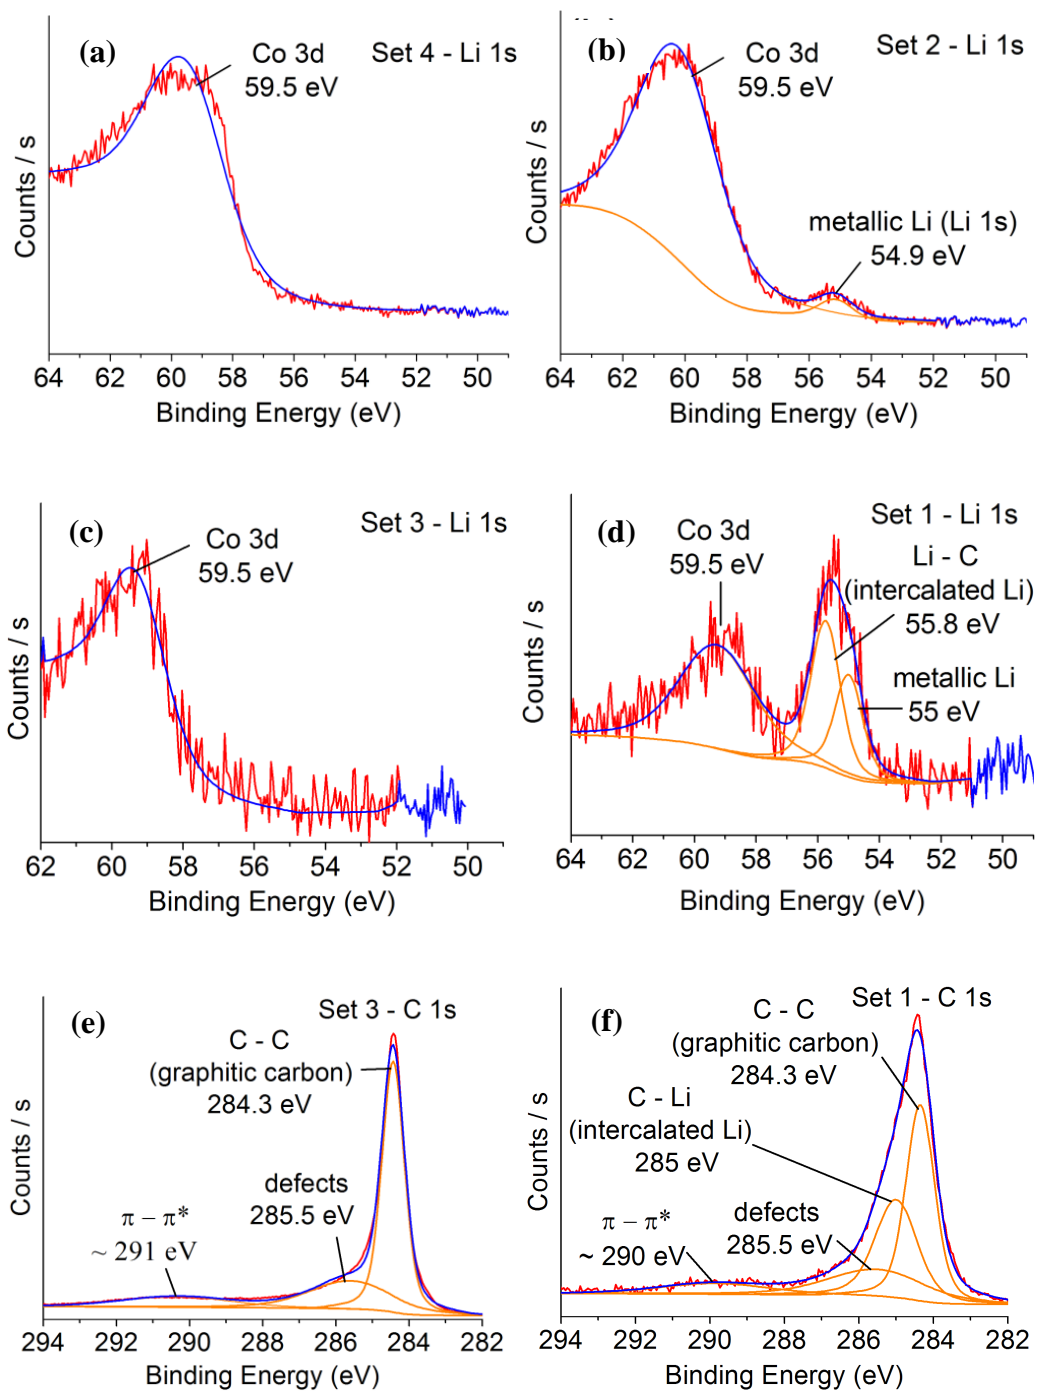 (a)
Co 3d
59.5 eV
Set 4 - Li 1s
Counts / s
64 62 60 58 56 54 52 50
Binding Energy (eV)
(b)
Co 3d
59.5 eV
Set 2 - Li 1s
metallic Li (Li 1s)
54.9 eV
Counts / s
64 62 60 58 56 54 52 50
Binding Energy (eV)
(c)
Co 3d
59.5 eV
Set 3 - Li 1s
Counts / s
62 60 58 56 54 52 50
Binding Energy (eV)
(d)
Co 3d
59.5 eV
Set 1 - Li 1s
Li - C
(intercalated Li)
55.8 eV
metallic Li
55 eV
Counts / s
64 62 60 58 56 54 52 50
Binding Energy (eV)
(e)
Set 3 - C 1s
C - C
(graphitic carbon)
284.3 eV
defects
285.5 eV
π – π*
~ 291 eV
Counts / s
294 292 290 288 286 284 282
Binding Energy (eV)
(f)
Set 1 - C 1s
C - C
(graphitic carbon)
284.3 eV
C - Li
(intercalated Li)
285 eV
defects
285.5 eV
π – π*
~ 290 eV
Counts / s
294 292 290 288 286 284 282
Binding Energy (eV)